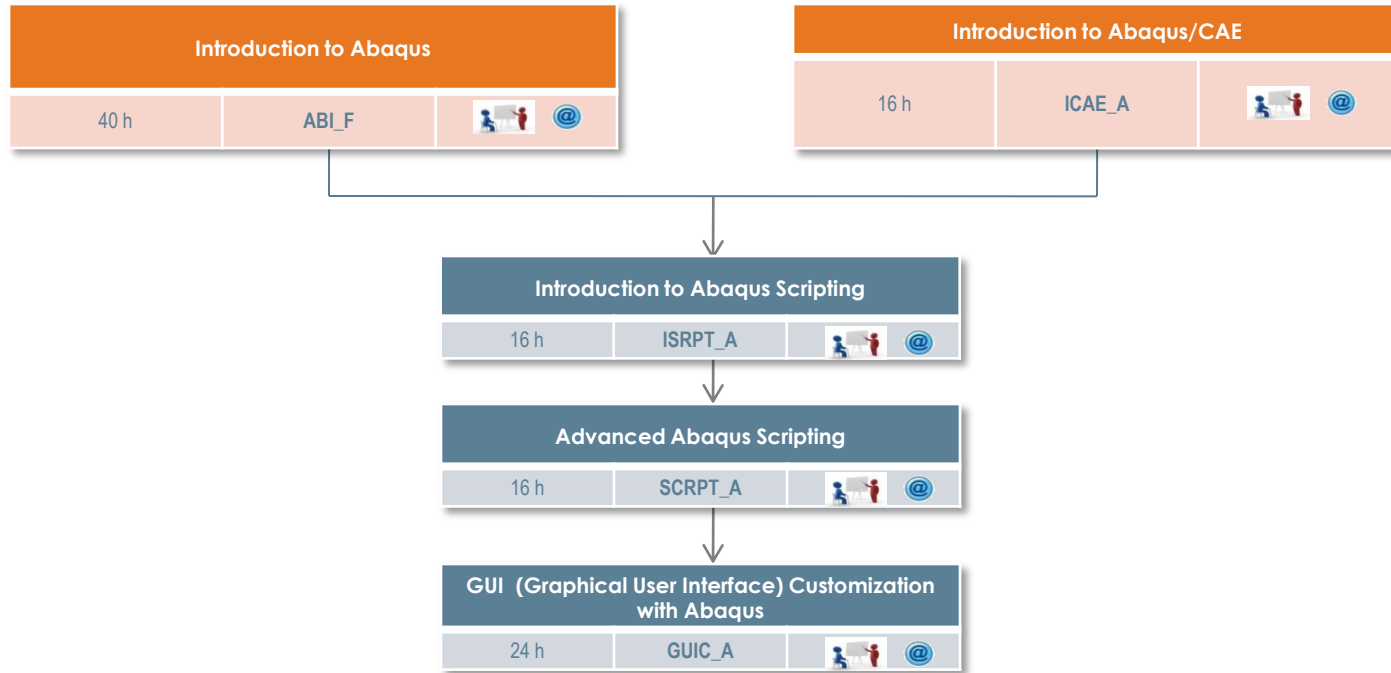 Introduction to Abaqus
40 h ABI_F @
Introduction to Abaqus/CAE
16 h ICAE_A @
Introduction to Abaqus Scripting
16 h ISRPT_A @
Advanced Abaqus Scripting
16 h SCRPT_A @
GUI (Graphical User Interface) Customization
with Abaqus
24 h GUIC_A @